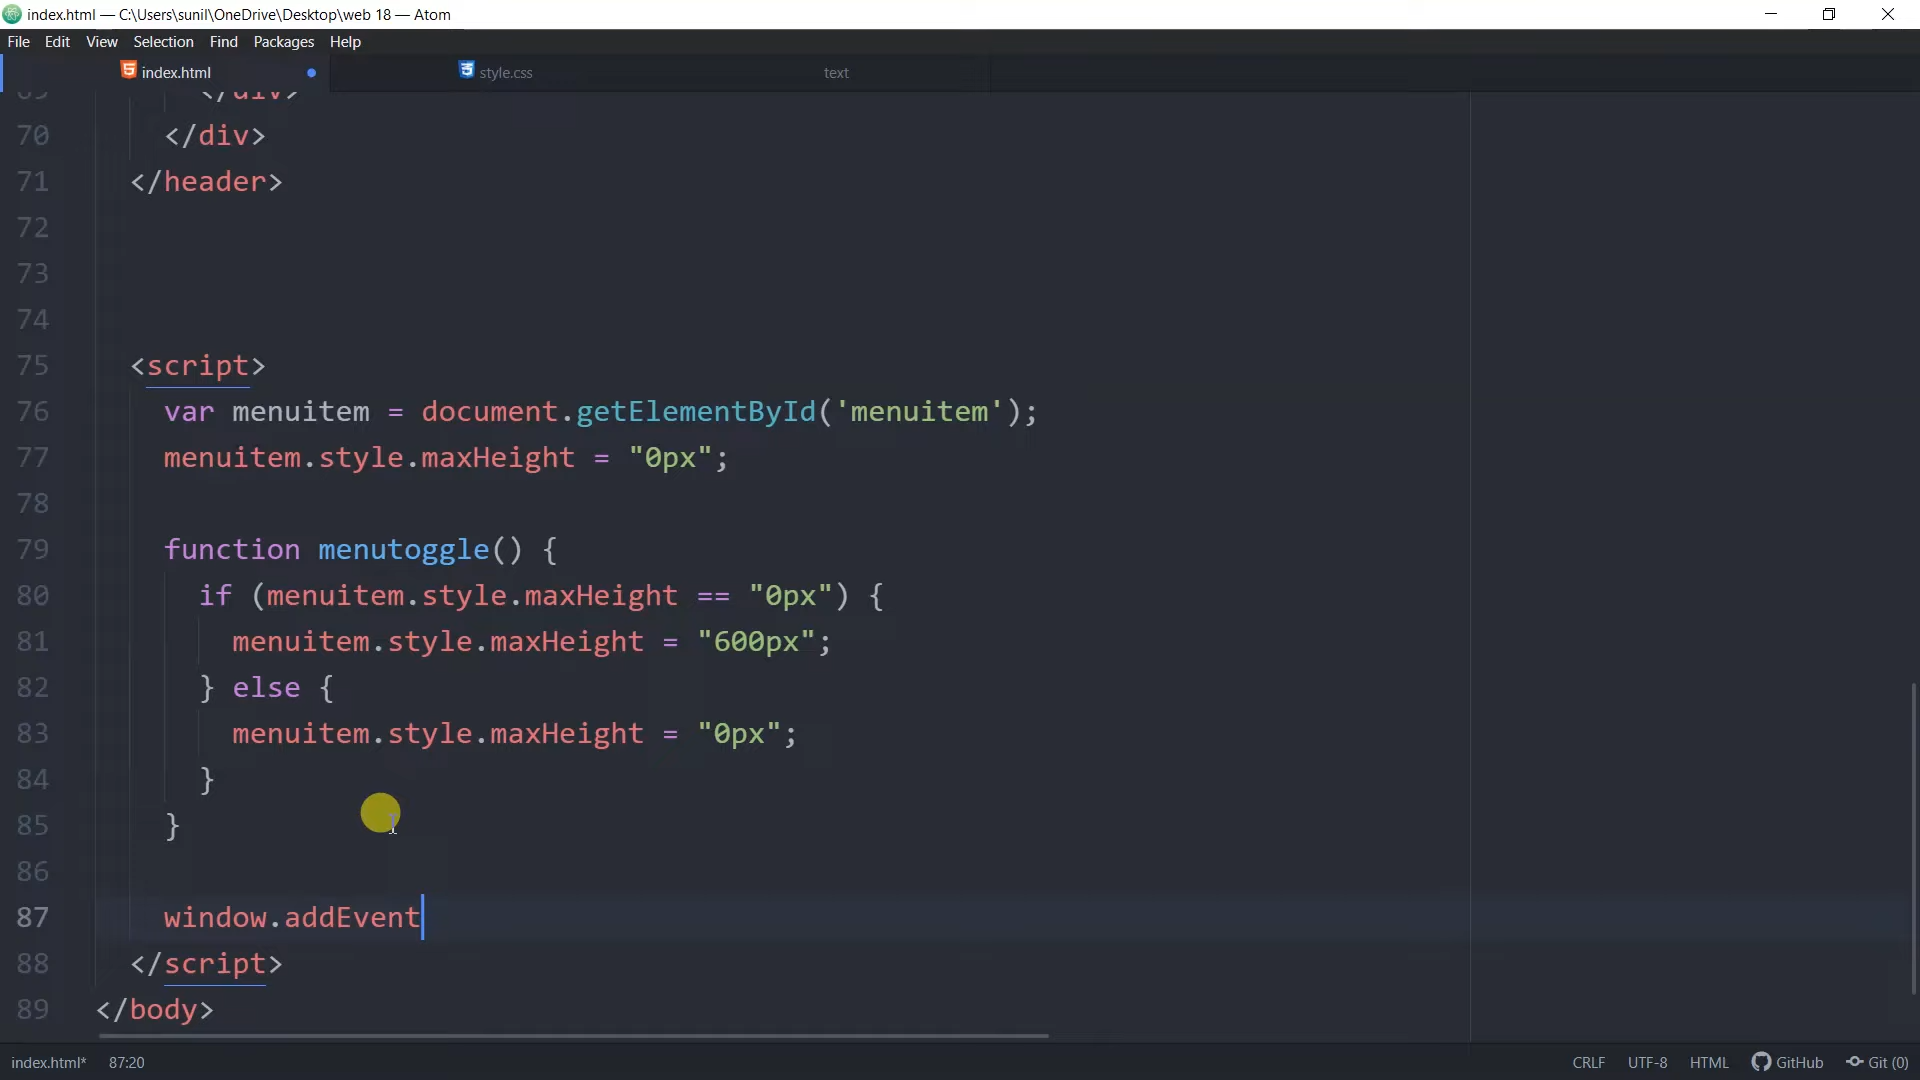 index.html — C:\Users\sunil\OneDrive\Desktop\web 18 — Atom
File Edit View Selection Find Packages Help
index.html style.css text
69 </div>
70 </div>
71 </header>
72
73
74
75 <script>
76 var menuitem = document.getElementById('menuitem');
77 menuitem.style.maxHeight = "0px";
78
79 function menutoggle() {
80 if (menuitem.style.maxHeight == "0px") {
81 menuitem.style.maxHeight = "600px";
82 } else {
83 menuitem.style.maxHeight = "0px";
84 }
85 }
86
87 window.addEvent
88 </script>
89 </body>
index.html* 87:20 CRLF UTF-8 HTML GitHub Git (0)